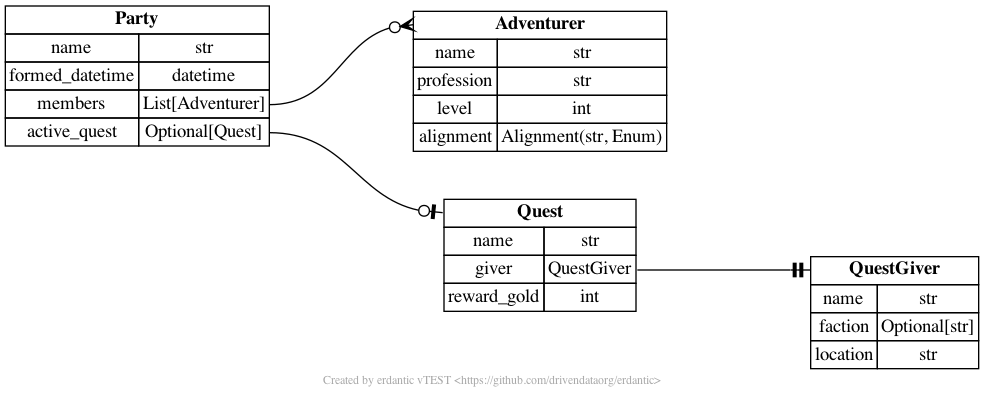 Party
name str
formed_datetime datetime
members List[Adventurer]
active_quest Optional[Quest]
Adventurer
name str
profession str
level int
alignment Alignment(str, Enum)
Quest
name str
giver QuestGiver
reward_gold int
QuestGiver
name str
faction Optional[str]
location str
Created by erdantic vTEST <https://github.com/drivendataorg/erdantic>